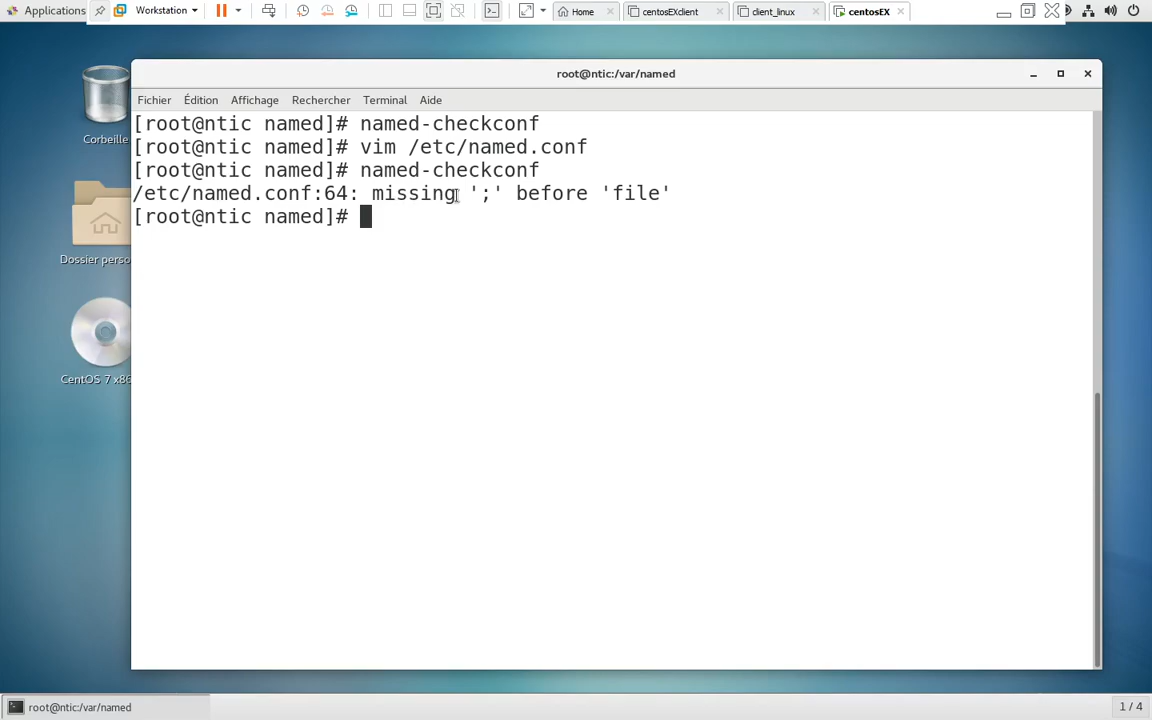 Applications
Workstation
Home
centosEXclient
client_linux
centosEX
Corbeille
Dossier perso
CentOS 7 x86
root@ntic:/var/named
Fichier Édition Affichage Rechercher Terminal Aide
[root@ntic named]# named-checkconf
[root@ntic named]# vim /etc/named.conf
[root@ntic named]# named-checkconf
/etc/named.conf:64: missing ';' before 'file'
[root@ntic named]#
root@ntic:/var/named
1 / 4